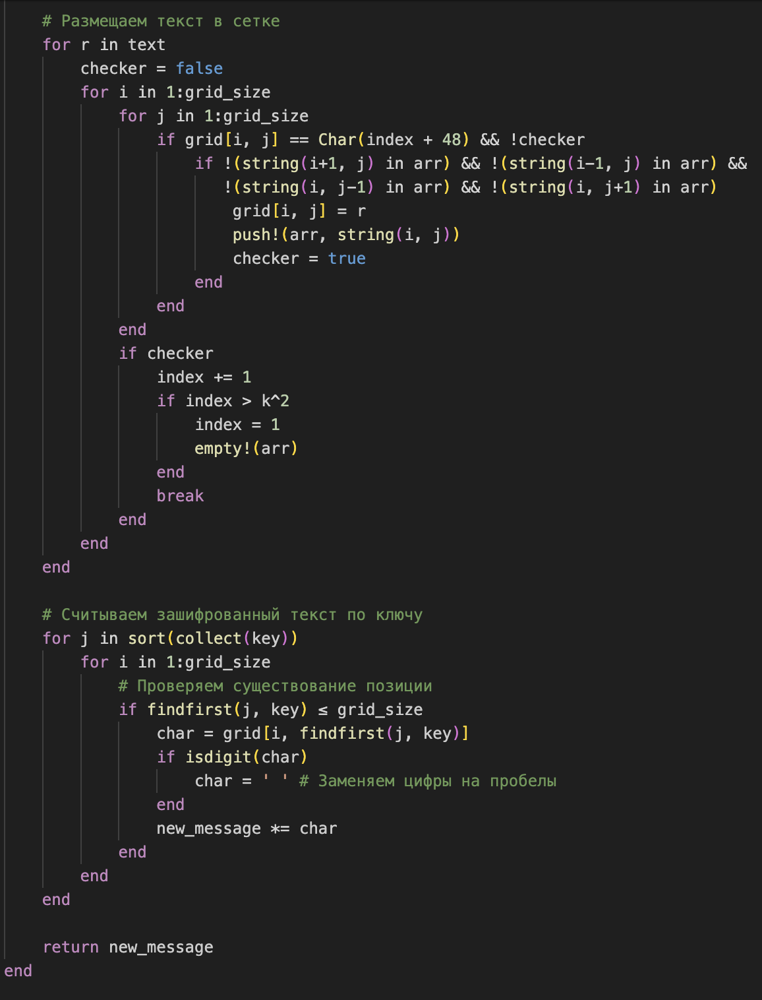 # Размещаем текст в сетке
for r in text
checker = false
for i in 1:grid_size
for j in 1:grid_size
if grid[i, j] == Char(index + 48) && !checker
if !(string(i+1, j) in arr) && !(string(i-1, j) in arr) &&
!(string(i, j-1) in arr) && !(string(i, j+1) in arr)
grid[i, j] = r
push!(arr, string(i, j))
checker = true
end
end
end
if checker
index += 1
if index > k^2
index = 1
empty!(arr)
end
break
end
end
end
# Считываем зашифрованный текст по ключу
for j in sort(collect(key))
for i in 1:grid_size
# Проверяем существование позиции
if findfirst(j, key) ≤ grid_size
char = grid[i, findfirst(j, key)]
if isdigit(char)
char = ' ' # Заменяем цифры на пробелы
end
new_message *= char
end
end
end
return new_message
end